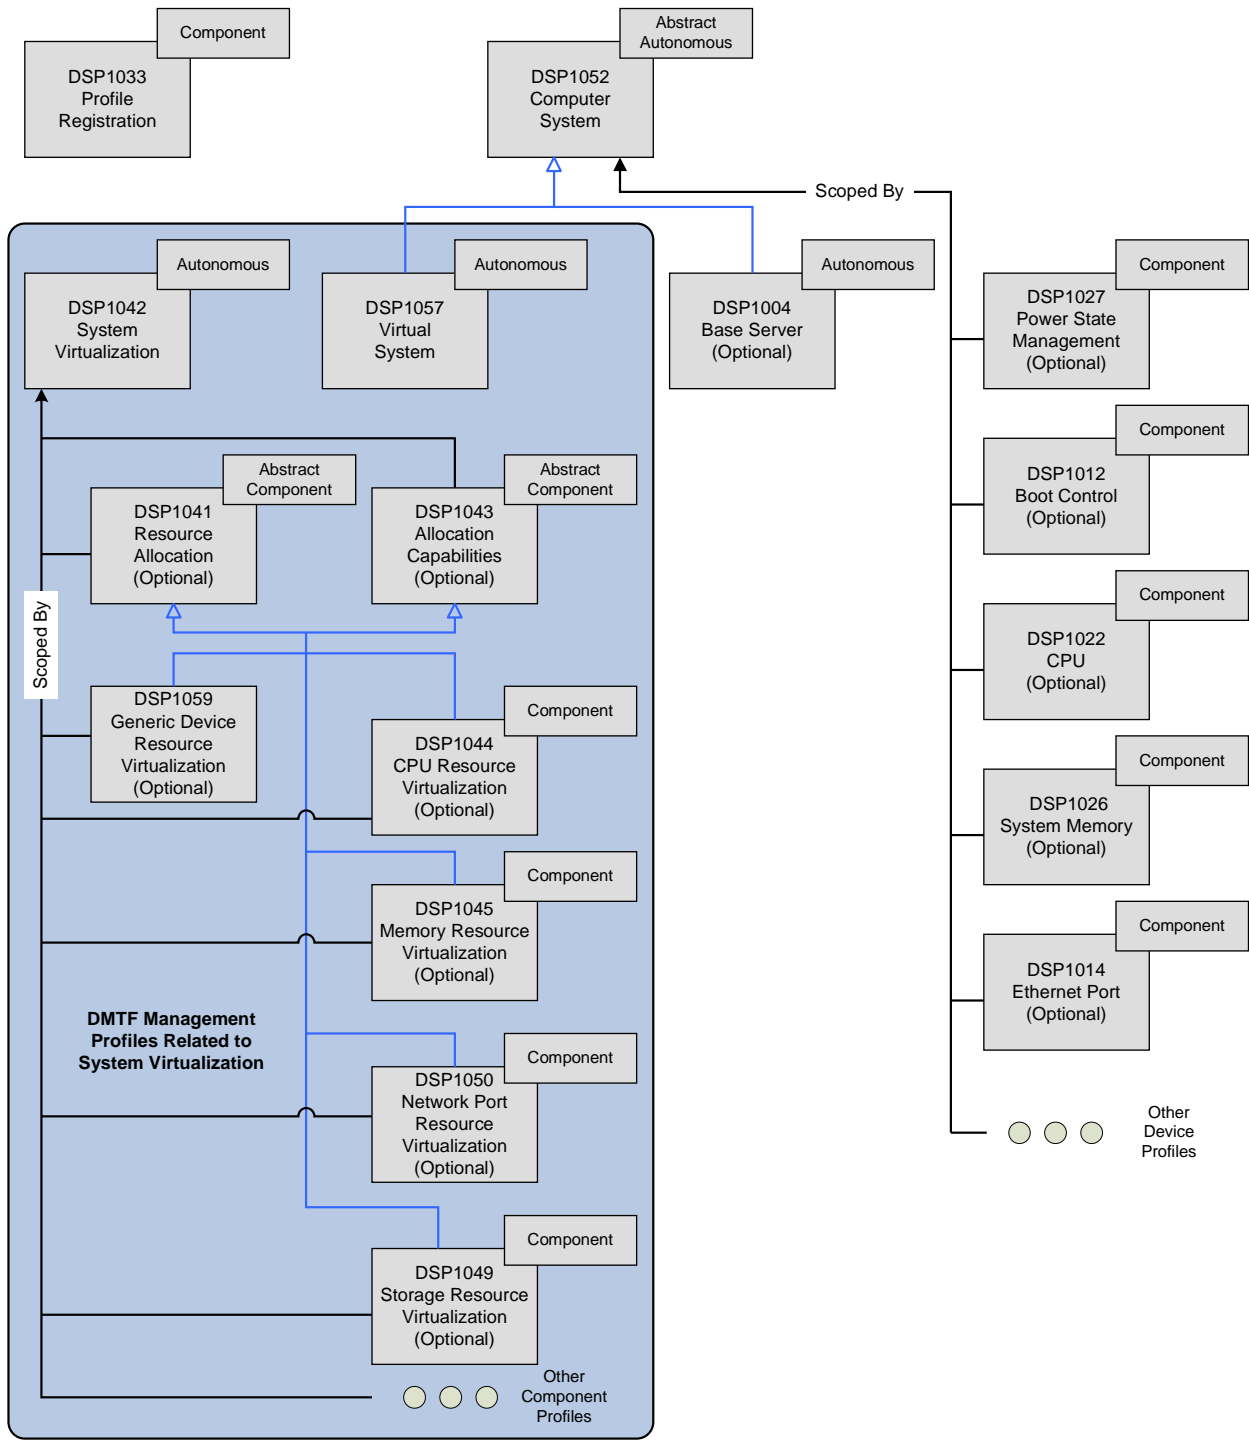 Component
DSP1033
Profile
Registration
Abstract
Autonomous
DSP1052
Computer
System
Scoped By
Autonomous
DSP1042
System
Virtualization
Autonomous
DSP1057
Virtual
System
Autonomous
DSP1004
Base Server
(Optional)
Component
DSP1027
Power State
Management
(Optional)
Component
DSP1012
Boot Control
(Optional)
Component
DSP1022
CPU
(Optional)
Component
DSP1026
System Memory
(Optional)
Component
DSP1014
Ethernet Port
(Optional)
Other
Device
Profiles
Abstract
Component
DSP1041
Resource
Allocation
(Optional)
Abstract
Component
DSP1043
Allocation
Capabilities
(Optional)
Scoped By
DSP1059
Generic Device
Resource
Virtualization
(Optional)
Component
DSP1044
CPU Resource
Virtualization
(Optional)
Component
DSP1045
Memory Resource
Virtualization
(Optional)
DMTF Management
Profiles Related to
System Virtualization
Component
DSP1050
Network Port
Resource
Virtualization
(Optional)
Component
DSP1049
Storage Resource
Virtualization
(Optional)
Other
Component
Profiles